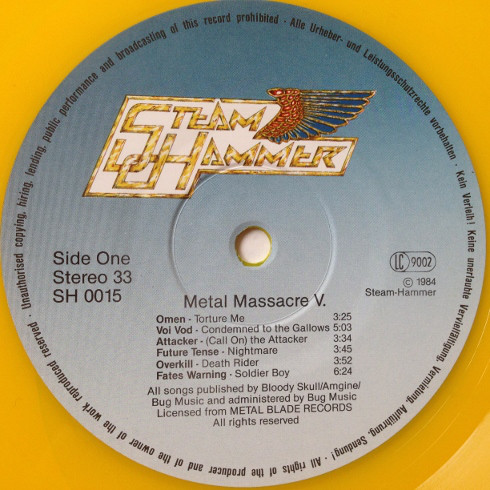 Unauthorised copying, hiring, lending, public performance and broadcasting of this record prohibited - Alle Urheber- und Leistungsschutzrechte vorbehalten - Kein Verleih! Keine unerlaubte Vervielfältigung, Vermietung, Aufführung, Sendung! - All rights of the producer and of the owner of the work reproduced reserved -
STEAM
HAMMER
Side One
Stereo 33
SH 0015
LC 9002
© 1984
Steam-Hammer
Metal Massacre V.
Omen - Torture Me 3:25
Voi Vod - Condemned to the Gallows 5:03
Attacker - (Call On) the Attacker 3:34
Future Tense - Nightmare 3:45
Overkill - Death Rider 3:52
Fates Warning - Soldier Boy 6:24
All songs published by Bloody Skull/Amgine/
Bug Music and administered by Bug Music
Licensed from METAL BLADE RECORDS
All rights reserved